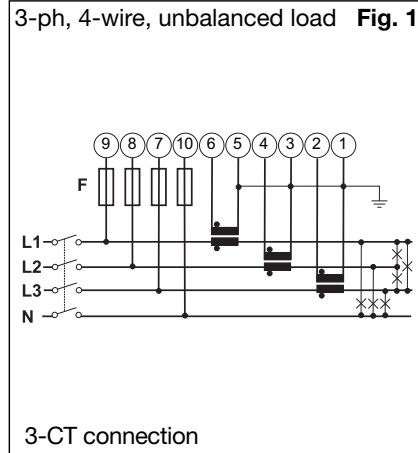 3-ph, 4-wire, unbalanced load Fig. 1
9 8 7 10 6 5 4 3 2 1
F
L1
L2
L3
N
3-CT connection